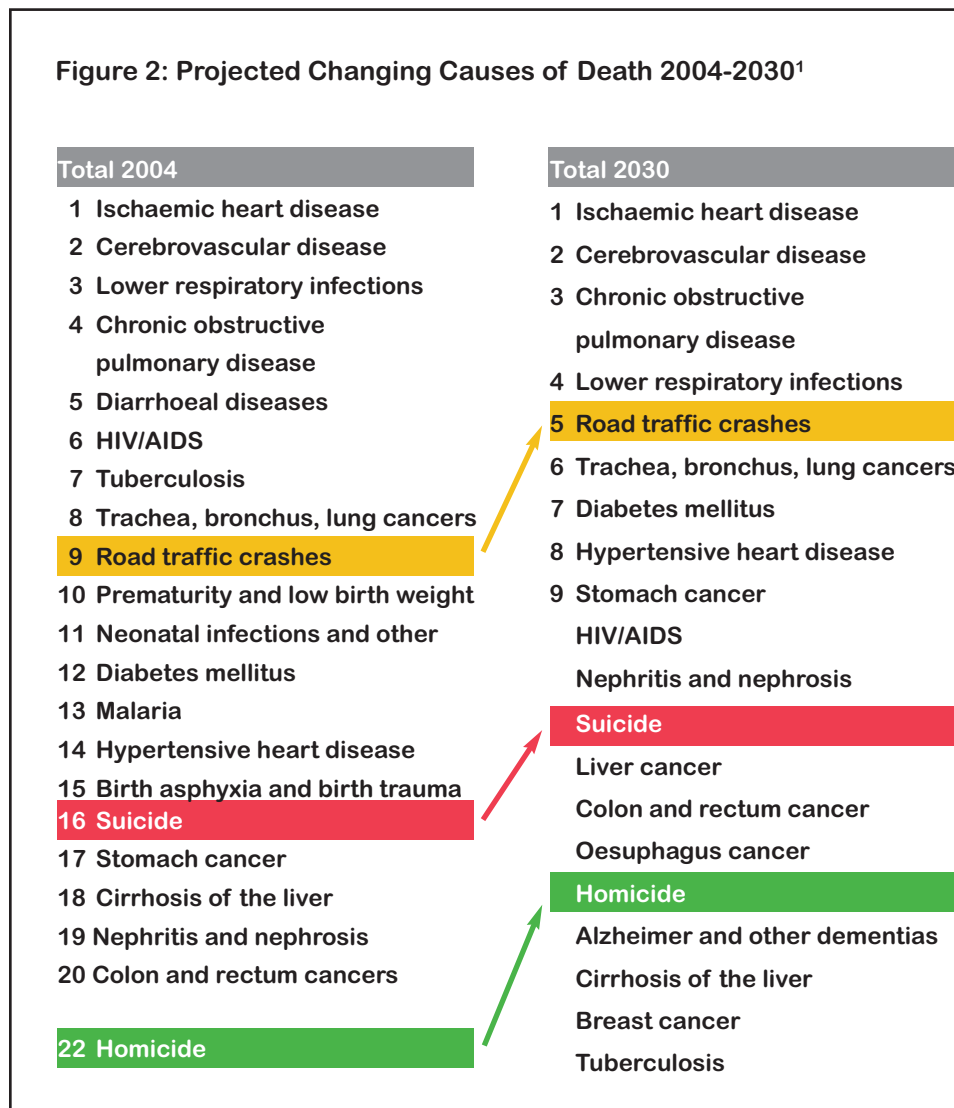 Figure 2: Projected Changing Causes of Death 2004-2030¹
Total 2004
1 Ischaemic heart disease
2 Cerebrovascular disease
3 Lower respiratory infections
4 Chronic obstructive
pulmonary disease
5 Diarrhoeal diseases
6 HIV/AIDS
7 Tuberculosis
8 Trachea, bronchus, lung cancers
9 Road traffic crashes
10 Prematurity and low birth weight
11 Neonatal infections and other
12 Diabetes mellitus
13 Malaria
14 Hypertensive heart disease
15 Birth asphyxia and birth trauma
16 Suicide
17 Stomach cancer
18 Cirrhosis of the liver
19 Nephritis and nephrosis
20 Colon and rectum cancers
22 Homicide
Total 2030
1 Ischaemic heart disease
2 Cerebrovascular disease
3 Chronic obstructive
pulmonary disease
4 Lower respiratory infections
5 Road traffic crashes
6 Trachea, bronchus, lung cancers
7 Diabetes mellitus
8 Hypertensive heart disease
9 Stomach cancer
HIV/AIDS
Nephritis and nephrosis
Suicide
Liver cancer
Colon and rectum cancer
Oesuphagus cancer
Homicide
Alzheimer and other dementias
Cirrhosis of the liver
Breast cancer
Tuberculosis